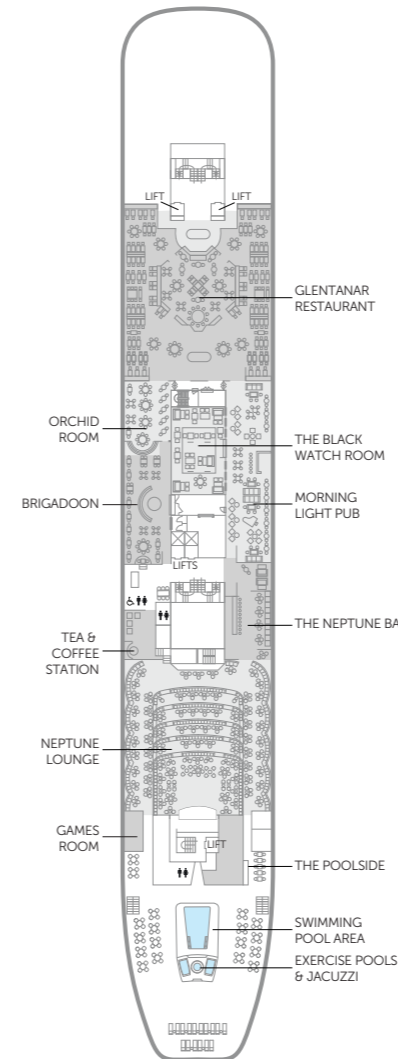 LIFT
LIFT
GLENTANAR
RESTAURANT
ORCHID
ROOM
THE BLACK
WATCH ROOM
BRIGADOON
MORNING
LIGHT PUB
LIFTS
THE NEPTUNE BA
TEA &
COFFEE
STATION
NEPTUNE
LOUNGE
GAMES
ROOM
LIFT
THE POOLSIDE
SWIMMING
POOL AREA
EXERCISE POOLS
& JACUZZI